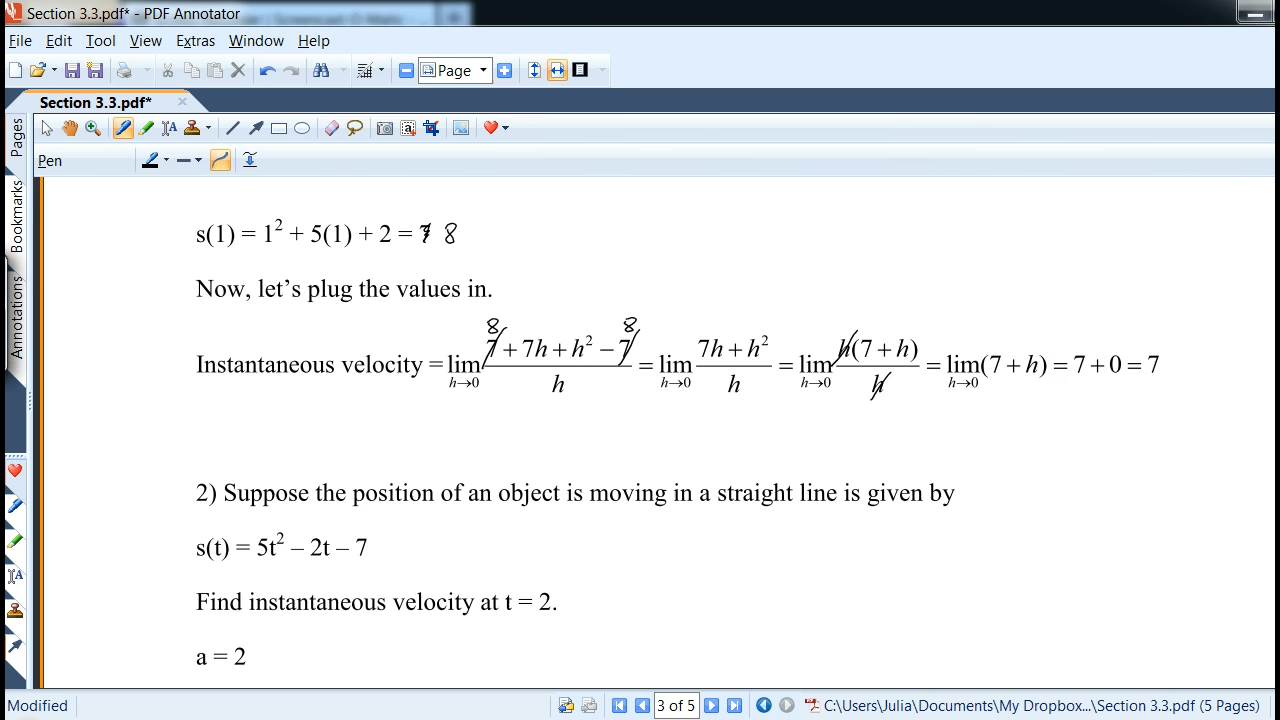 Section 3.3.pdf* - PDF Annotator
File Edit Tool View Extras Window Help
Page
Section 3.3.pdf*
Pages
Bookmarks
Annotations
Pen
s(1) = 1² + 5(1) + 2 = 7 8
Now, let’s plug the values in.
8 8
Instantaneous velocity = lim h→0 (7 + 7h + h² − 7)/h = lim h→0 (7h + h²)/h = lim h→0 h(7 + h)/h = lim h→0 (7 + h) = 7 + 0 = 7
2) Suppose the position of an object is moving in a straight line is given by
s(t) = 5t² – 2t – 7
Find instantaneous velocity at t = 2.
a = 2
Modified
3 of 5
C:\Users\Julia\Documents\My Dropbox...\Section 3.3.pdf (5 Pages)